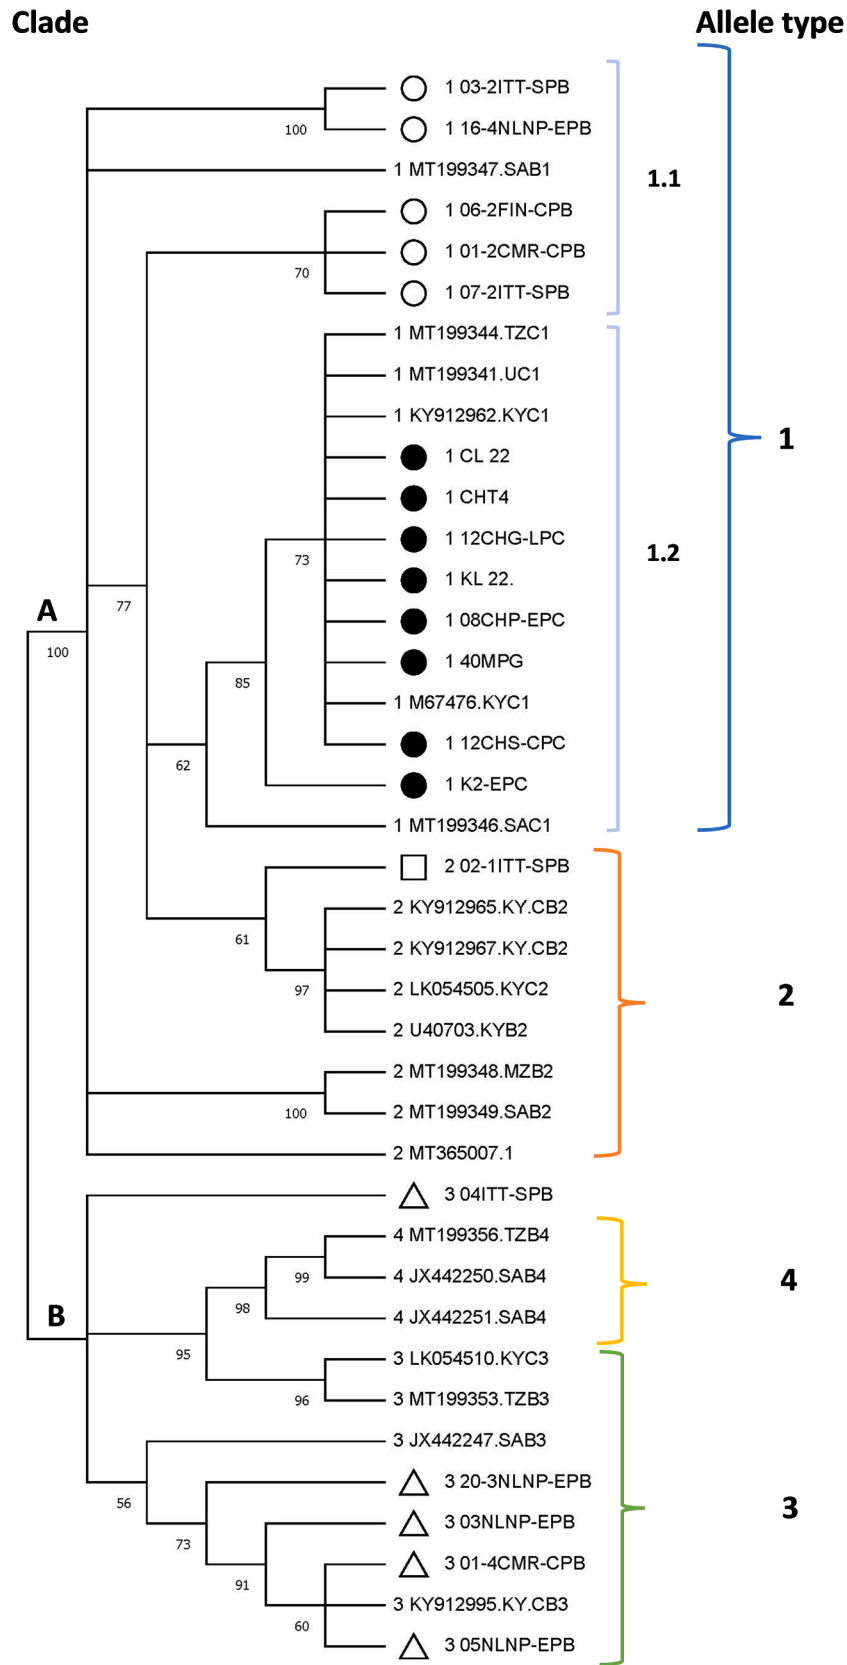 Clade
Allele type
1 03-2ITT-SPB
1 16-4NLNP-EPB
100
1 MT199347.SAB1
1.1
1 06-2FIN-CPB
1 01-2CMR-CPB
70
1 07-2ITT-SPB
1 MT199344.TZC1
1 MT199341.UC1
1 KY912962.KYC1
1
1 CL 22
1 CHT4
1 12CHG-LPC
73
1.2
1 KL 22.
A
77
1 08CHP-EPC
100
1 40MPG
85
1 M67476.KYC1
1 12CHS-CPC
62
1 K2-EPC
1 MT199346.SAC1
2 02-1ITT-SPB
2 KY912965.KY.CB2
61
2 KY912967.KY.CB2
97
2 LK054505.KYC2
2
2 U40703.KYB2
2 MT199348.MZB2
100
2 MT199349.SAB2
2 MT365007.1
3 04ITT-SPB
4 MT199356.TZB4
99
4 JX442250.SAB4
4
98
4 JX442251.SAB4
B
95
3 LK054510.KYC3
96
3 MT199353.TZB3
3 JX442247.SAB3
56
3 20-3NLNP-EPB
3
73
3 03NLNP-EPB
91
3 01-4CMR-CPB
3 KY912995.KY.CB3
60
3 05NLNP-EPB